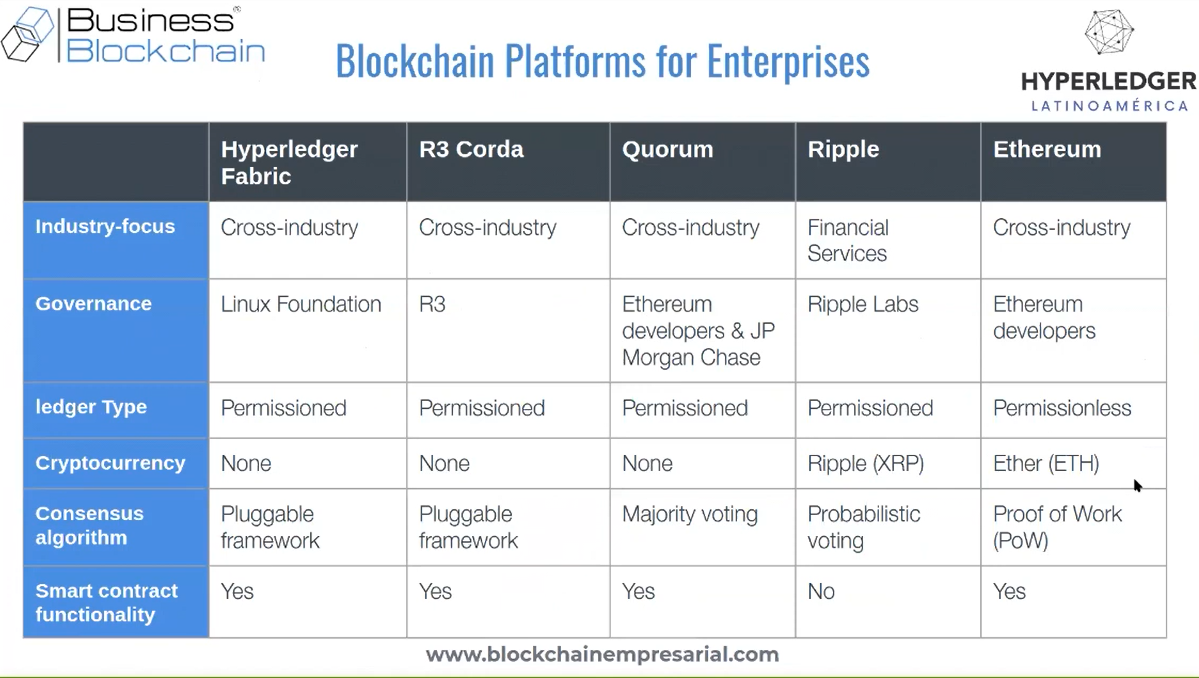 Business®
Blockchain
Blockchain Platforms for Enterprises
HYPERLEDGER
LATINOAMÉRICA
Hyperledger
Fabric
R3 Corda
Quorum
Ripple
Ethereum
Industry-focus
Cross-industry
Cross-industry
Cross-industry
Financial
Services
Cross-industry
Governance
Linux Foundation
R3
Ethereum
developers & JP
Morgan Chase
Ripple Labs
Ethereum
developers
ledger Type
Permissioned
Permissioned
Permissioned
Permissioned
Permissionless
Cryptocurrency
None
None
None
Ripple (XRP)
Ether (ETH)
Consensus
algorithm
Pluggable
framework
Pluggable
framework
Majority voting
Probabilistic
voting
Proof of Work
(PoW)
Smart contract
functionality
Yes
Yes
Yes
No
Yes
www.blockchainempresarial.com